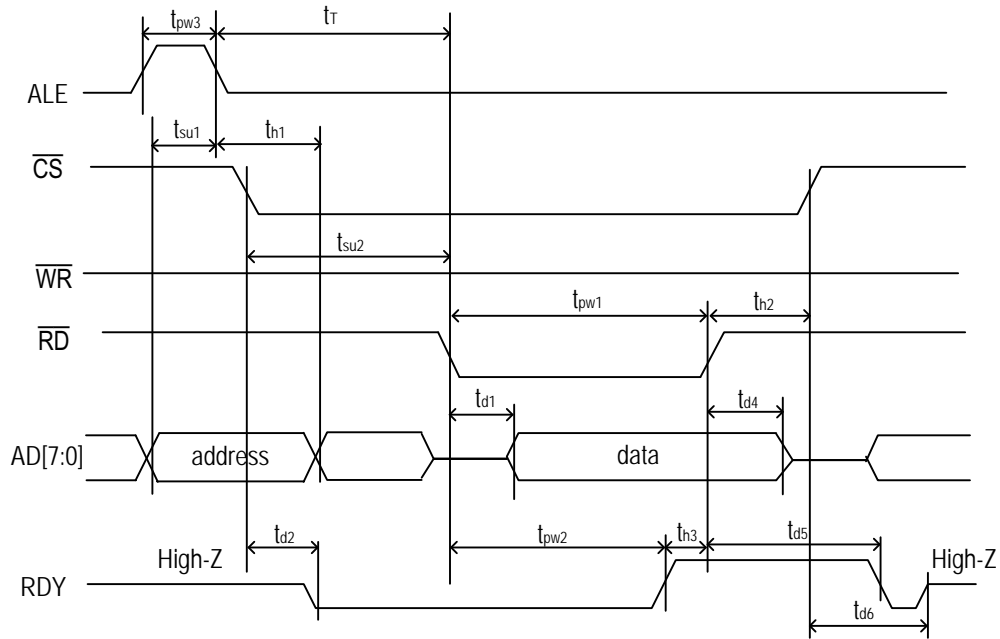 tpw3 tT
ALE
tsu1 th1
CS
tsu2
WR
tpw1 th2
RD
td1 td4
AD[7:0] address data
td2 tpw2 th3 td5
High-Z High-Z
RDY
td6